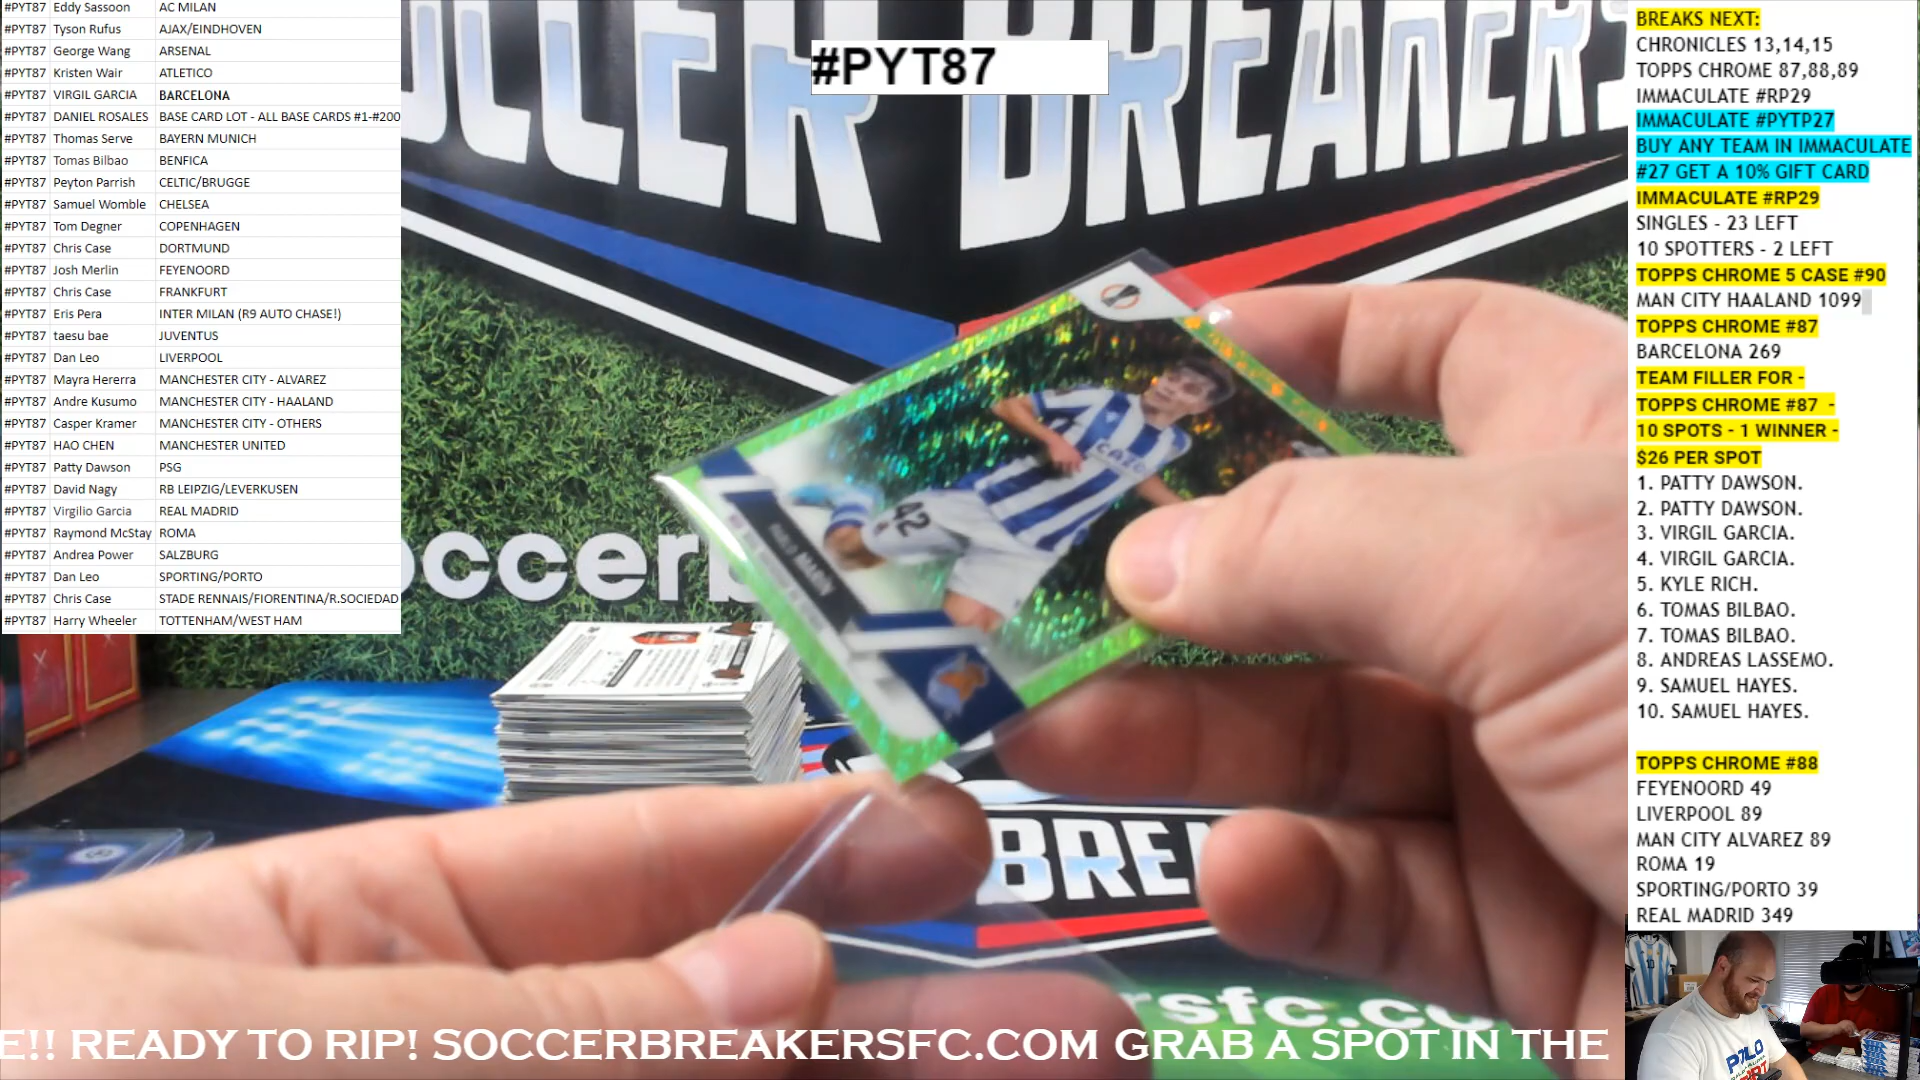 #PYT87 Eddy Sassoon AC MILAN
#PYT87 Tyson Rufus AJAX/EINDHOVEN
#PYT87 George Wang ARSENAL
#PYT87 Kristen Wair ATLETICO
#PYT87 VIRGIL GARCIA BARCELONA
#PYT87 DANIEL ROSALES BASE CARD LOT - ALL BASE CARDS #1-#200
#PYT87 Thomas Serve BAYERN MUNICH
#PYT87 Tomas Bilbao BENFICA
#PYT87 Peyton Parrish CELTIC/BRUGGE
#PYT87 Samuel Womble CHELSEA
#PYT87 Tom Degner COPENHAGEN
#PYT87 Chris Case DORTMUND
#PYT87 Josh Merlin FEYENOORD
#PYT87 Chris Case FRANKFURT
#PYT87 Eris Pera INTER MILAN (R9 AUTO CHASE!)
#PYT87 taesu bae JUVENTUS
#PYT87 Dan Leo LIVERPOOL
#PYT87 Mayra Hererra MANCHESTER CITY - ALVAREZ
#PYT87 Andre Kusumo MANCHESTER CITY - HAALAND
#PYT87 Casper Kramer MANCHESTER CITY - OTHERS
#PYT87 HAO CHEN MANCHESTER UNITED
#PYT87 Patty Dawson PSG
#PYT87 David Nagy RB LEIPZIG/LEVERKUSEN
#PYT87 Virgilio Garcia REAL MADRID
#PYT87 Raymond McStay ROMA
#PYT87 Andrea Power SALZBURG
#PYT87 Dan Leo SPORTING/PORTO
#PYT87 Chris Case STADE RENNAIS/FIORENTINA/R.SOCIEDAD
#PYT87 Harry Wheeler TOTTENHAM/WEST HAM
#PYT87
CCER BREAKERS
occer
CAZOO
42
PABLO MARÍN
BRE
rsfc.co
E!! READY TO RIP! SOCCERBREAKERSFC.COM GRAB A SPOT IN THE
BREAKS NEXT:
CHRONICLES 13,14,15
TOPPS CHROME 87,88,89
IMMACULATE #RP29
IMMACULATE #PYTP27
BUY ANY TEAM IN IMMACULATE
#27 GET A 10% GIFT CARD
IMMACULATE #RP29
SINGLES - 23 LEFT
10 SPOTTERS - 2 LEFT
TOPPS CHROME 5 CASE #90
MAN CITY HAALAND 1099
TOPPS CHROME #87
BARCELONA 269
TEAM FILLER FOR -
TOPPS CHROME #87 -
10 SPOTS - 1 WINNER -
$26 PER SPOT
1. PATTY DAWSON.
2. PATTY DAWSON.
3. VIRGIL GARCIA.
4. VIRGIL GARCIA.
5. KYLE RICH.
6. TOMAS BILBAO.
7. TOMAS BILBAO.
8. ANDREAS LASSEMO.
9. SAMUEL HAYES.
10. SAMUEL HAYES.
TOPPS CHROME #88
FEYENOORD 49
LIVERPOOL 89
MAN CITY ALVAREZ 89
ROMA 19
SPORTING/PORTO 39
REAL MADRID 349
10